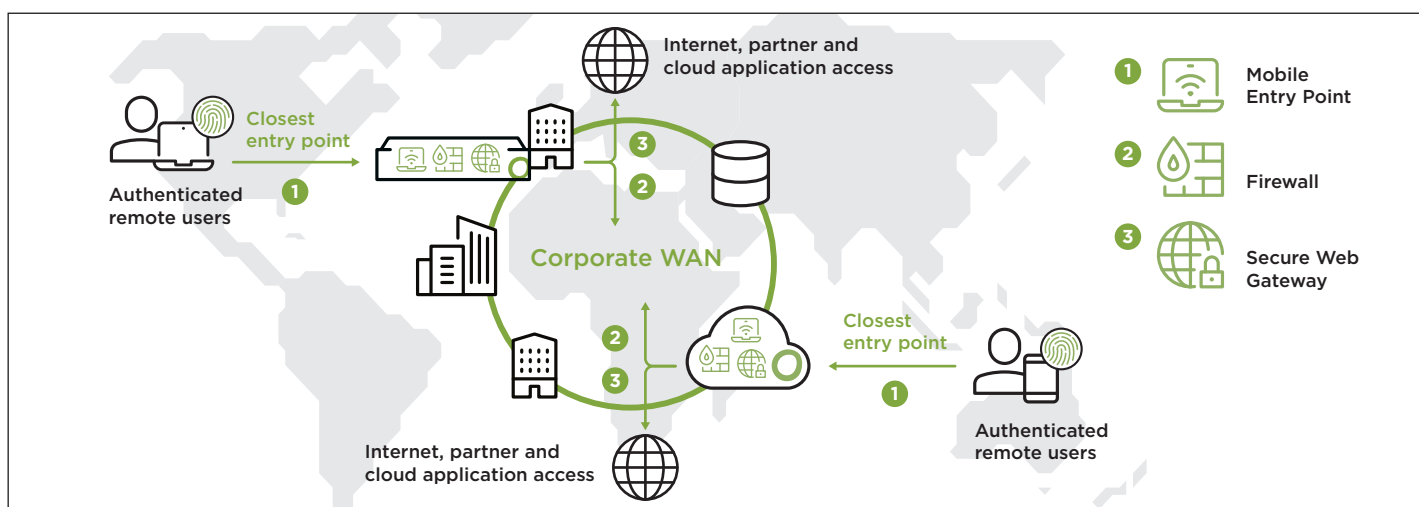 Internet, partner and
cloud application access
Closest
entry point
1
Authenticated
remote users
3
2
Corporate WAN
2
3
Closest
entry point
1
Authenticated
remote users
Internet, partner and
cloud application access
1 Mobile
Entry Point
2 Firewall
3 Secure Web
Gateway